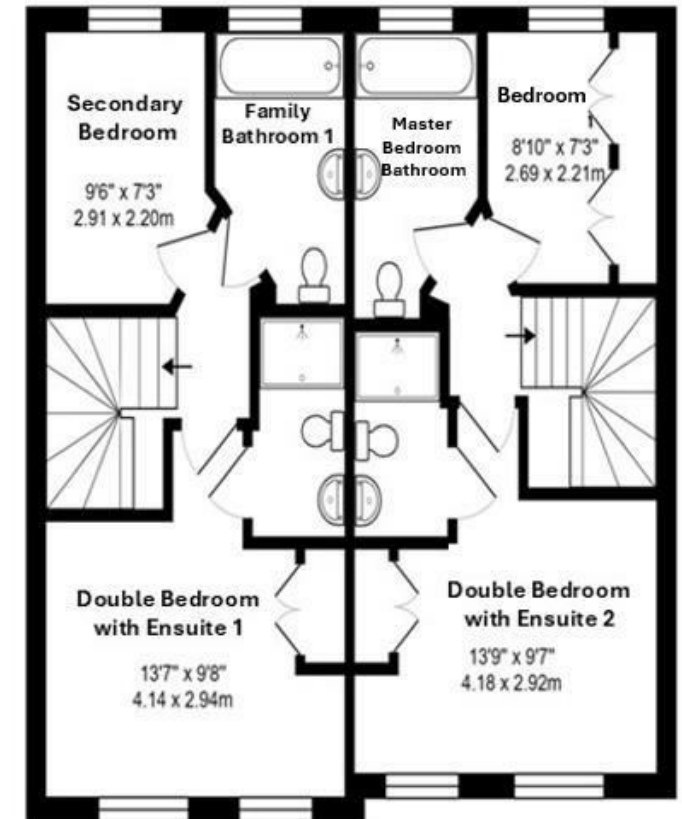 Secondary
Bedroom
9'6" x 7'3"
2.91 x 2.20m
Family
Bathroom 1
Master
Bedroom
Bathroom
Bedroom
1
8'10" x 7'3"
2.69 x 2.21m
Double Bedroom
with Ensuite 1
13'7" x 9'8"
4.14 x 2.94m
Double Bedroom
with Ensuite 2
13'9" x 9'7"
4.18 x 2.92m